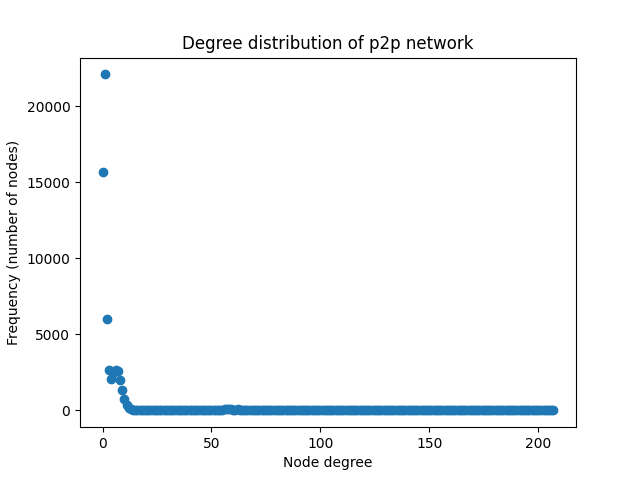 Degree distribution of p2p network
Frequency (number of nodes)
20000
15000
10000
5000
0
0 50 100 150 200
Node degree